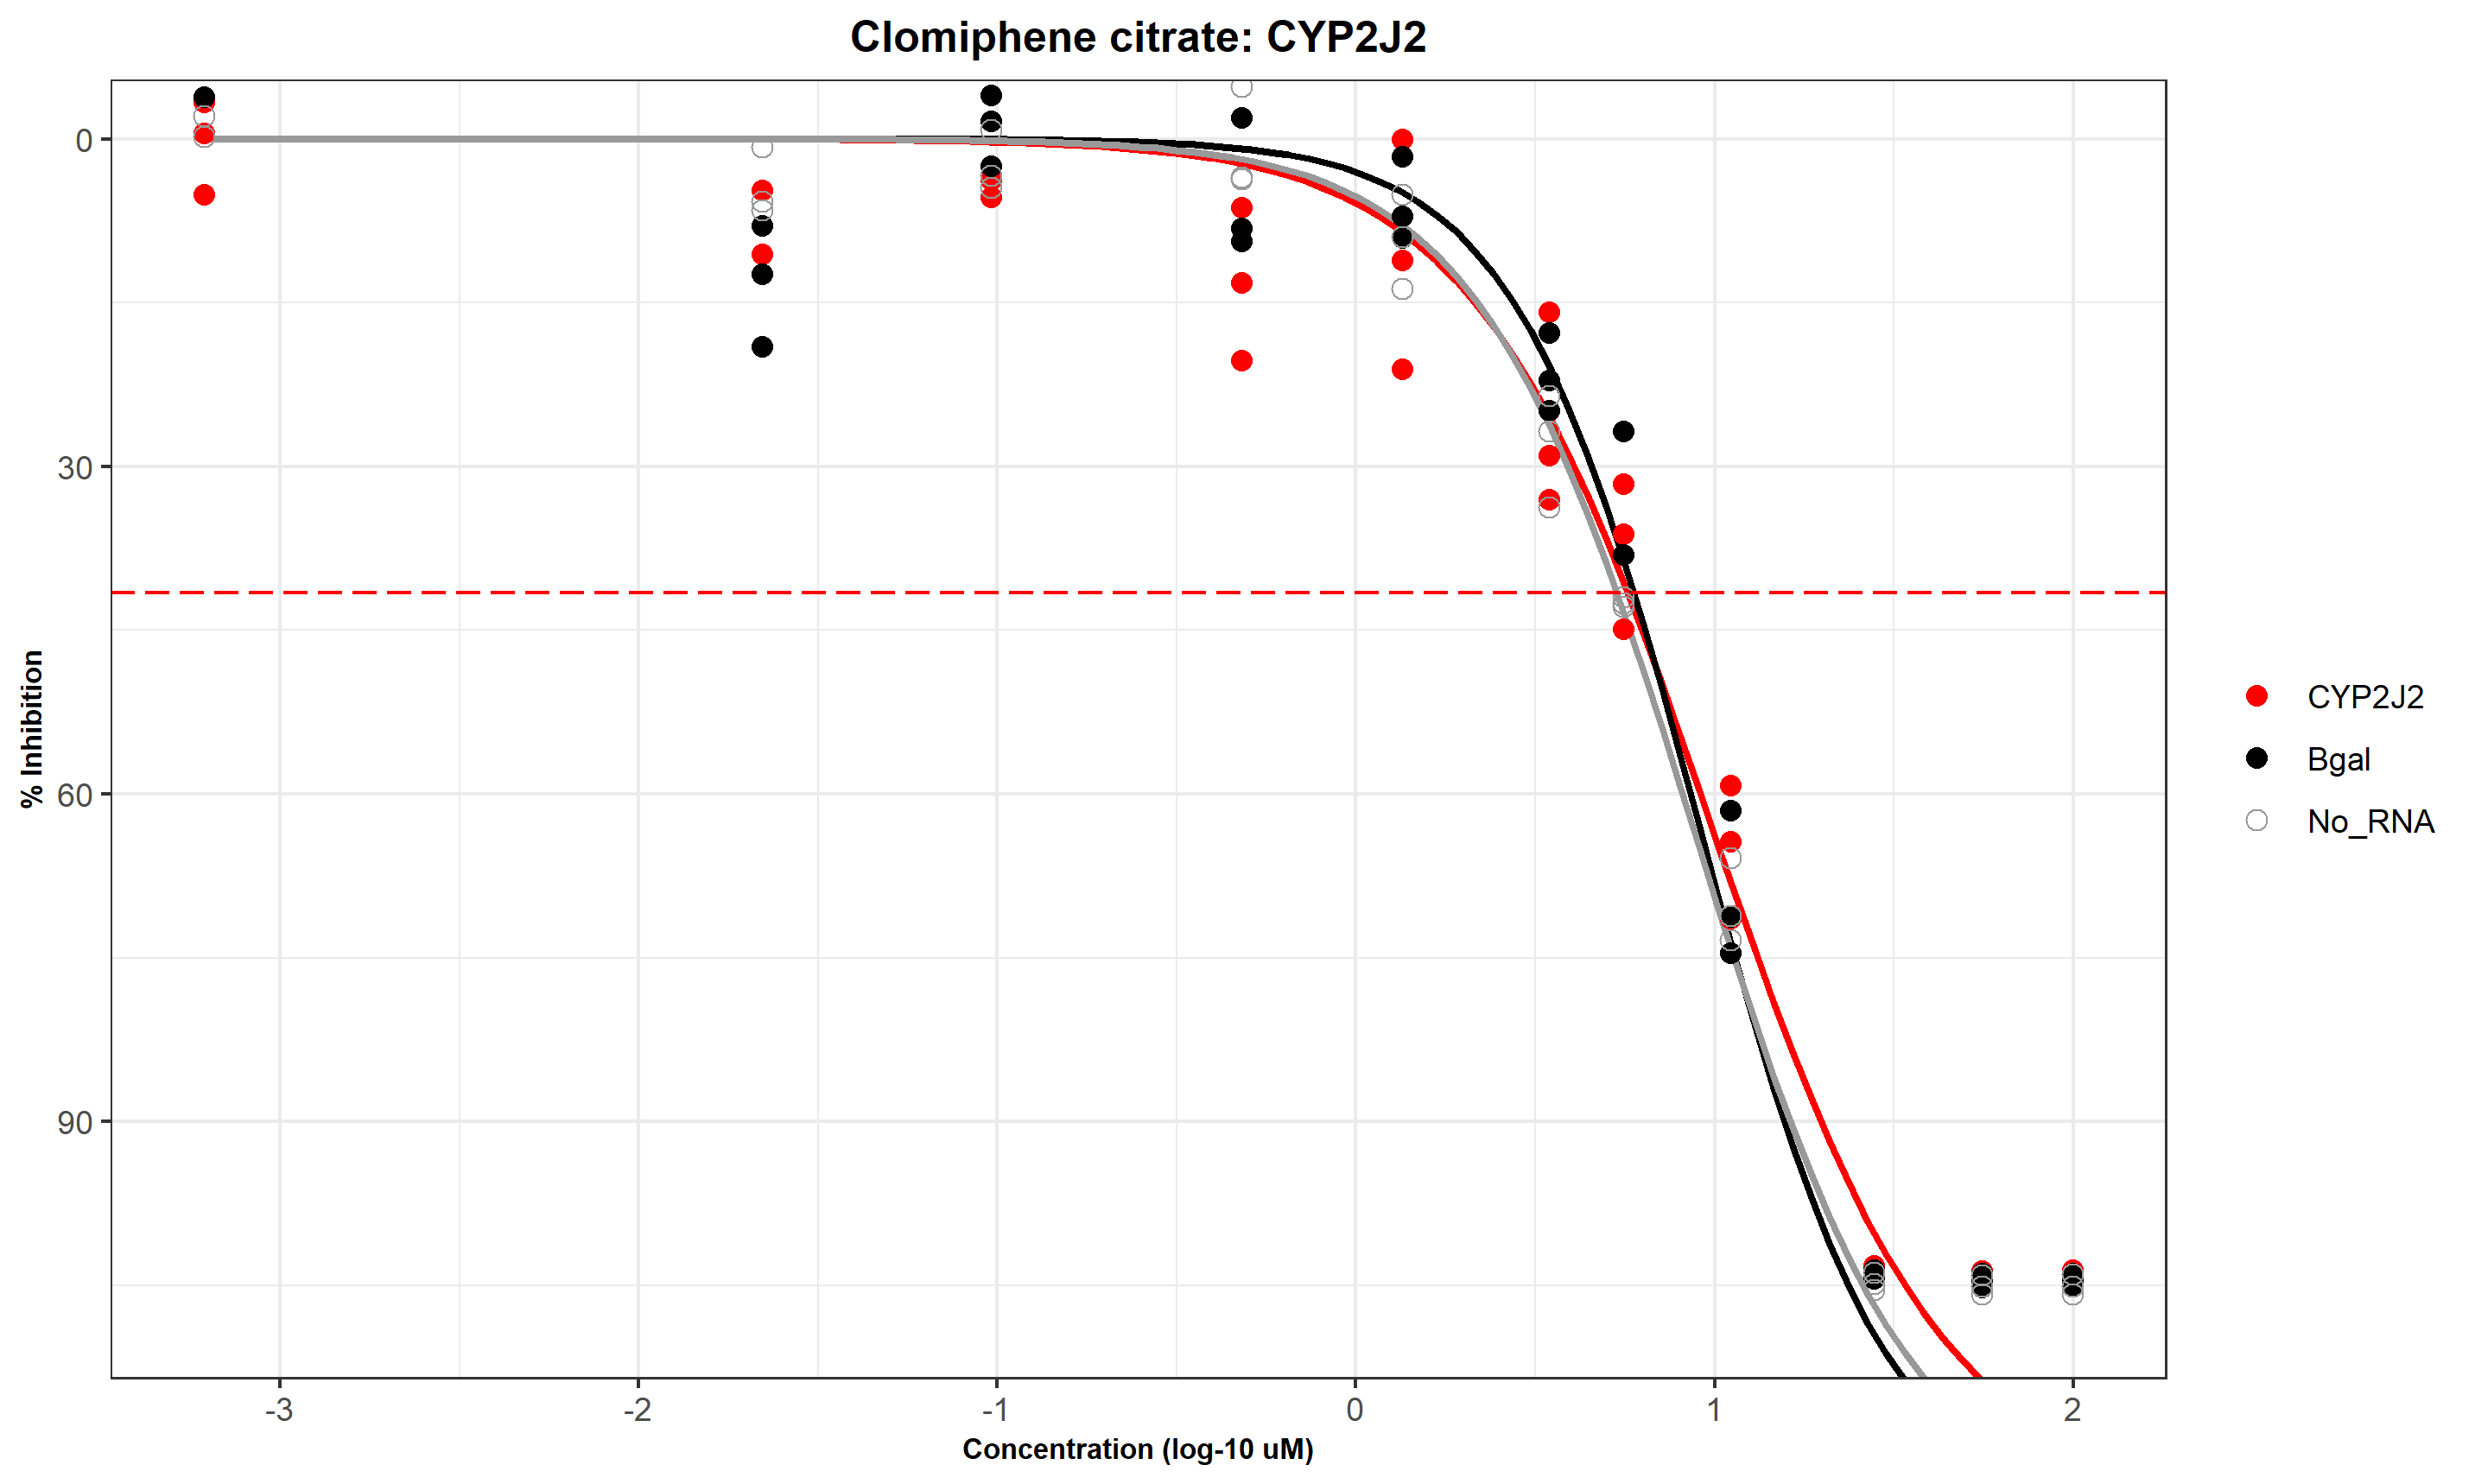 Clomiphene citrate: CYP2J2
% Inhibition
0
30
60
90
-3
-2
-1
0
1
2
Concentration (log-10 uM)
CYP2J2
Bgal
No_RNA